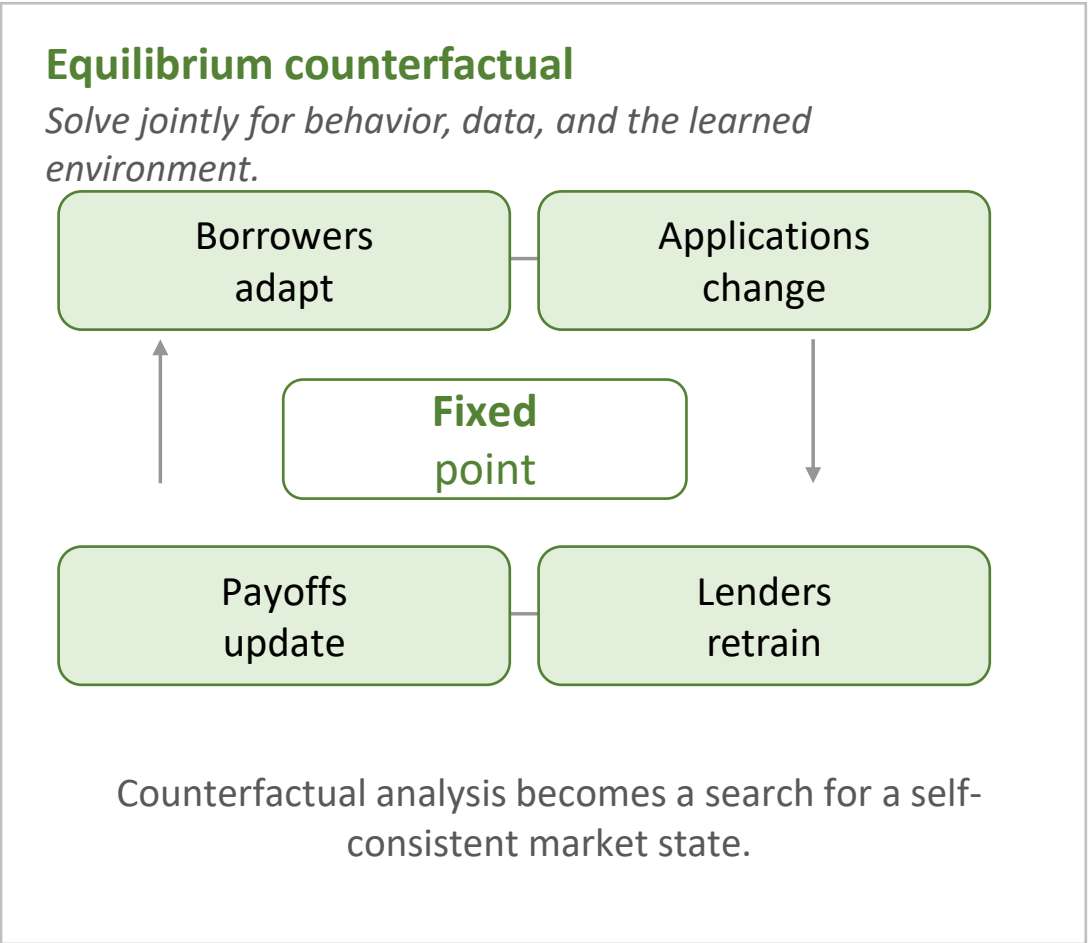 Equilibrium counterfactual
Solve jointly for behavior, data, and the learned
environment.
Borrowers
adapt
Applications
change
Fixed
point
Payoffs
update
Lenders
retrain
Counterfactual analysis becomes a search for a self-
consistent market state.